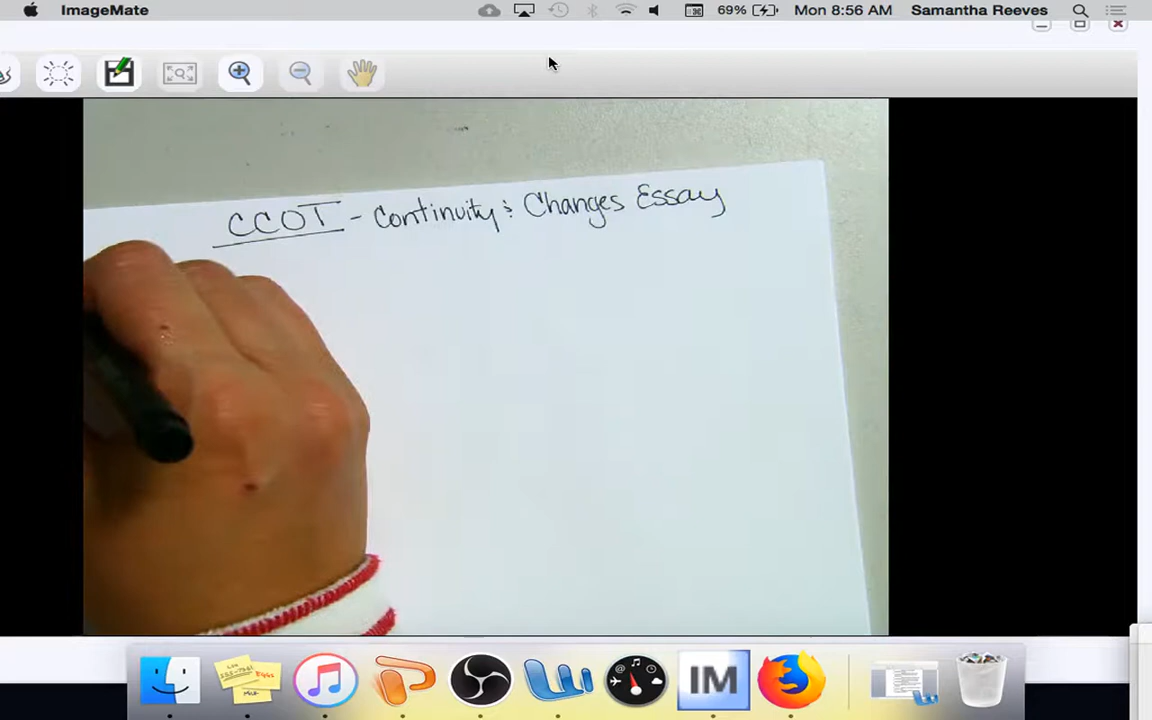 ImageMate 69% Mon 8:56 AM Samantha Reeves
CCOT - Continuity & Changes Essay
IM